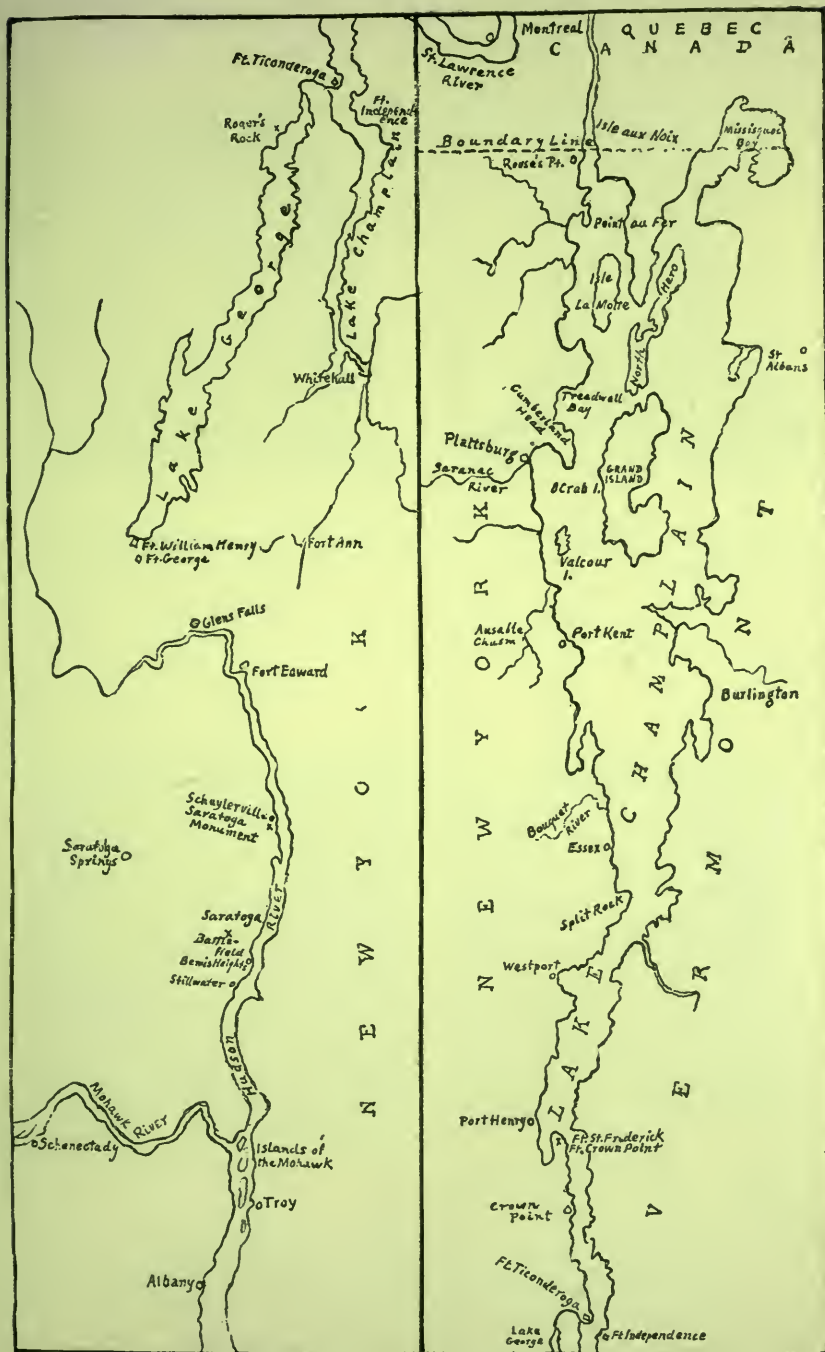 Ft. Ticonderoga
Ft.
Independ-
ence
Roger's
Rock
Lake Champlain
Lake George
Whitehall
Ft. William Henry
Ft. George
Fort Ann
Glens Falls
Fort Edward
Schuylerville
Saratoga
Monument
Saratoga
Springs
Saratoga
Battle-
Field
Bemis Heights
Stillwater
Hudson RIVER
Mohawk River
Schenectady
Islands of
the Mohawk
Troy
Albany
NEW YORK
Montreal
QUEBEC
CANADA
St. Lawrence
River
Isle aux Noix
Missisquoi
Bay
Boundary Line
Roose's Pt.
Point au Fer
Isle
La Motte
North Hero
St
Albans
Treadwell
Bay
Cumberland
Head
Plattsburg
Saranac
River
Crab I.
GRAND
ISLAND
Valcour
I.
Ausable
Chasm
Port Kent
Burlington
Bouquet
River
Essex
Split Rock
Westport
Port Henry
Ft. St. Frederick
Ft. Crown Point
Crown
Point
Ft. Ticonderoga
Lake
George
Ft Independence
LAKE CHAMPLAIN
NEW YORK
VERMONT